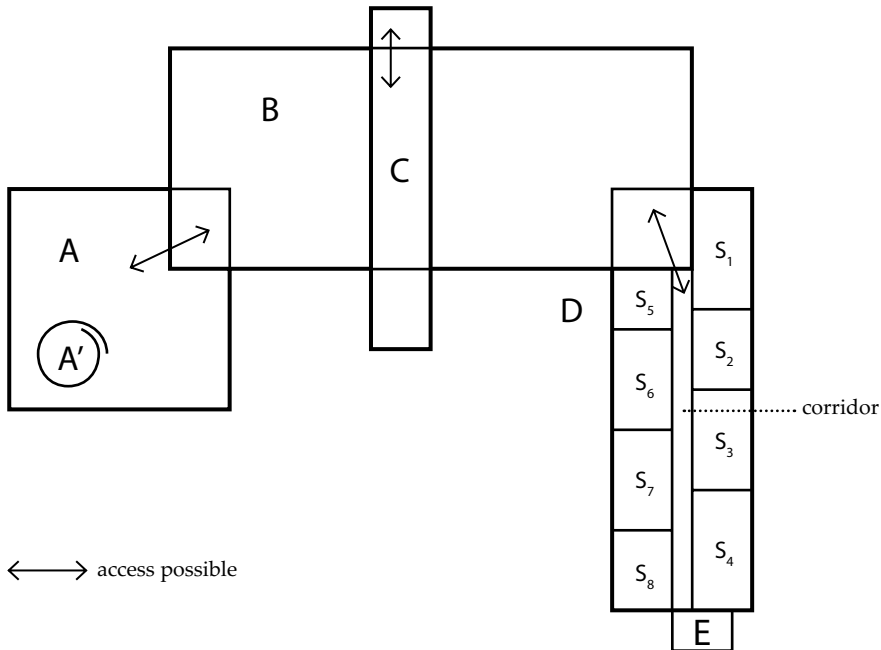 B
C
A
S₁
D
S₅
S₂
A′
S₆
corridor
S₃
S₇
S₄
access possible
S₈
E